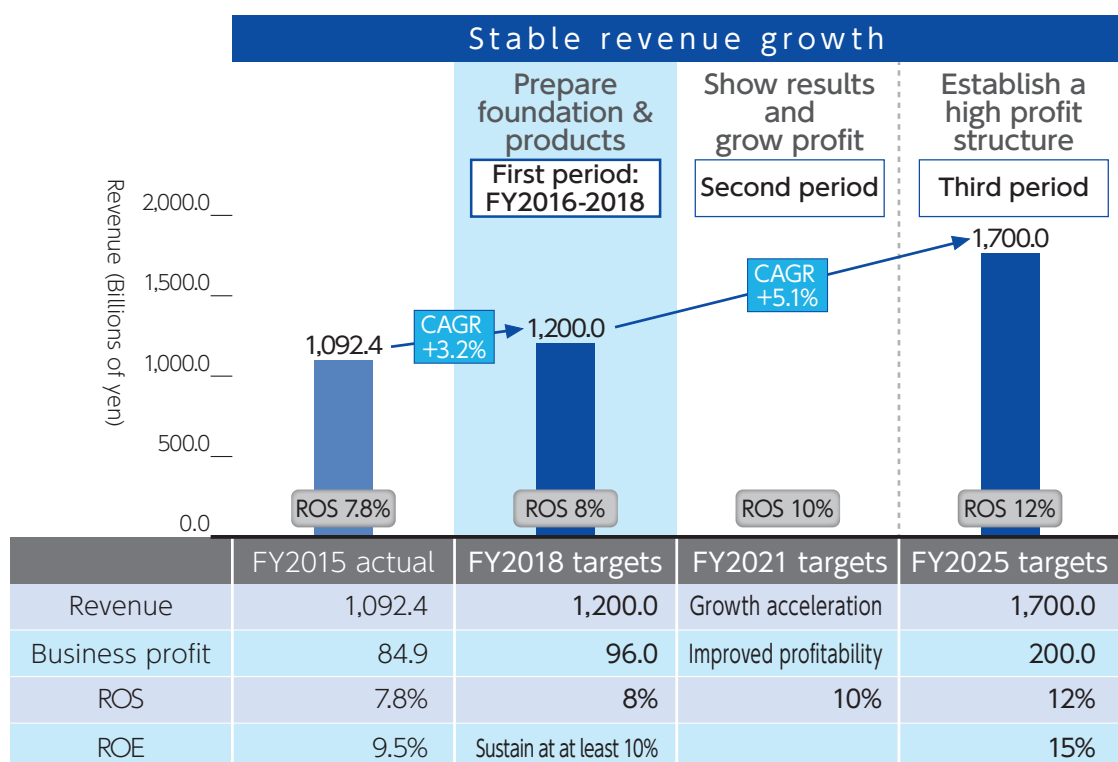 Stable revenue growth
Prepare
foundation &
products
Show results
and
grow profit
Establish a
high profit
structure
First period:
FY2016-2018
Second period
Third period
Revenue (Billions of yen)
2,000.0
1,500.0
1,000.0
500.0
0.0
1,092.4
CAGR
+3.2%
1,200.0
CAGR
+5.1%
1,700.0
ROS 7.8%
ROS 8%
ROS 10%
ROS 12%
FY2015 actual FY2018 targets FY2021 targets FY2025 targets
Revenue 1,092.4 1,200.0 Growth acceleration 1,700.0
Business profit 84.9 96.0 Improved profitability 200.0
ROS 7.8% 8% 10% 12%
ROE 9.5% Sustain at at least 10% 15%